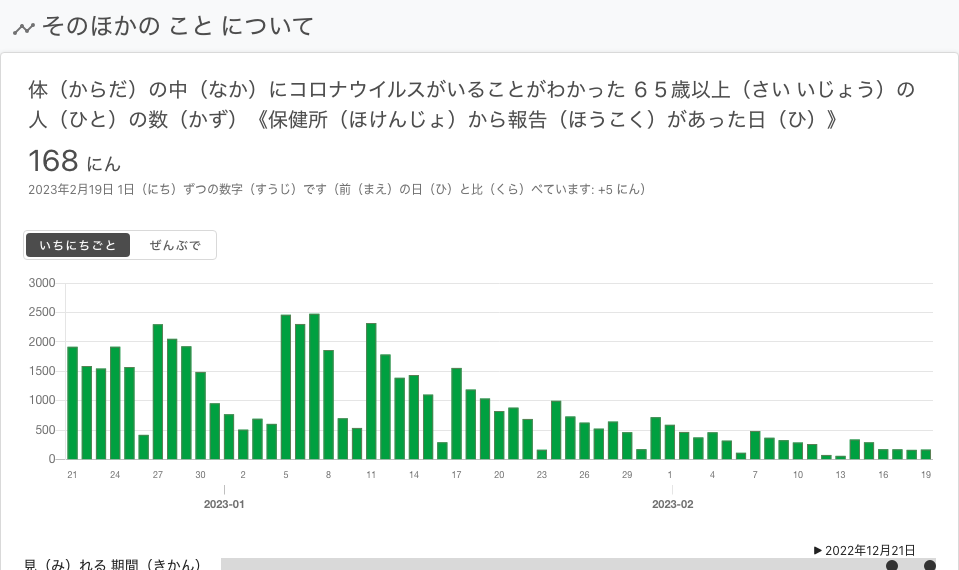 そのほかの こと について
体（からだ）の中（なか）にコロナウイルスがいることがわかった ６５歳以上（さい いじょう）の
人（ひと）の数（かず）《保健所（ほけんじょ）から報告（ほうこく）があった日（ひ）》
168 にん
2023年2月19日 1日（にち）ずつの数字（すうじ）です（前（まえ）の日（ひ）と比（くら）べています: +5 にん）
いちにちごと ぜんぶで
3000
2500
2000
1500
1000
500
0
21 24 27 30 2 5 8 11 14 17 20 23 26 29 1 4 7 10 13 16 19
2023-01 2023-02
▶ 2022年12月21日
見（み）れる 期間（きかん）